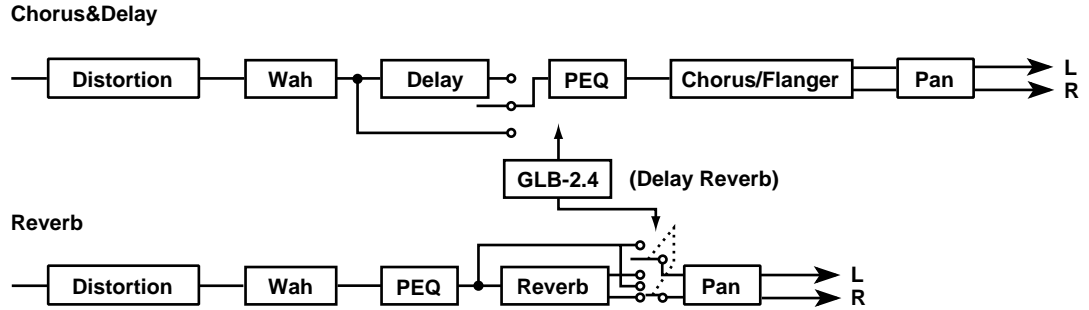 Chorus&Delay
Distortion Wah Delay PEQ Chorus/Flanger Pan L
R
GLB-2.4 (Delay Reverb)
Reverb
Distortion Wah PEQ Reverb Pan L
R